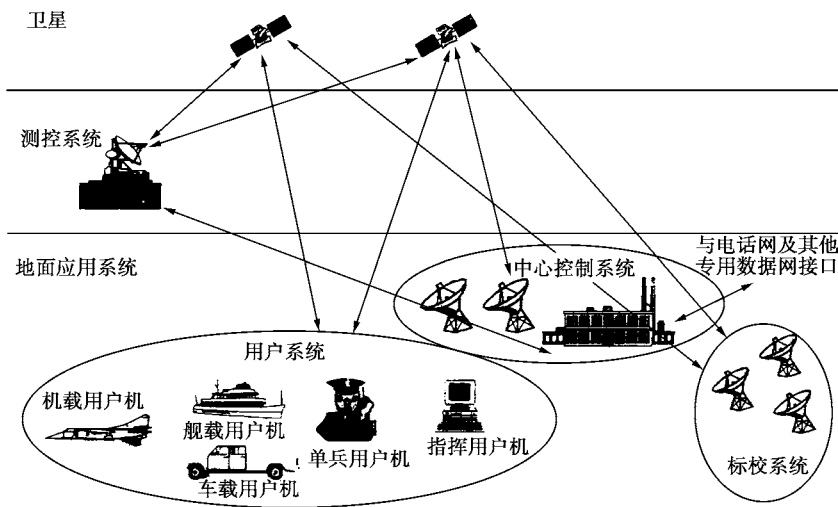 卫星
测控系统
地面应用系统
中心控制系统
与电话网及其他
专用数据网接口
用户系统
机载用户机
舰载用户机
单兵用户机
指挥用户机
车载用户机
标校系统